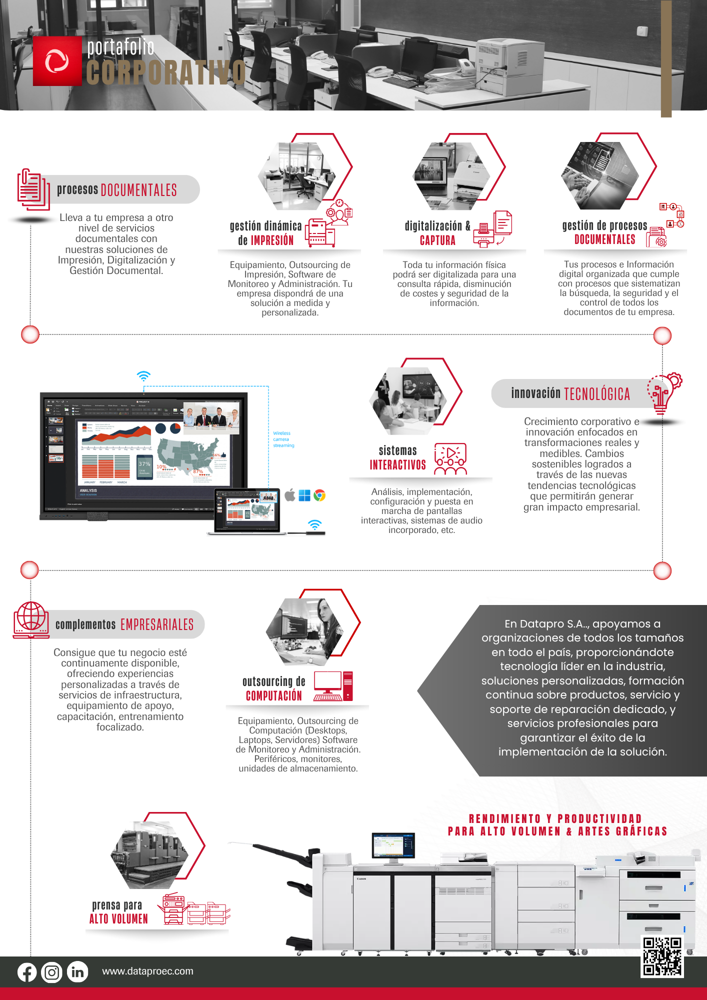 portafolio
CORPORATIVO
procesos DOCUMENTALES
Lleva a tu empresa a otro
nivel de servicios
documentales con
nuestras soluciones de
Impresión, Digitalización y
Gestión Documental.
gestión dinámica
de IMPRESIÓN
Equipamiento, Outsourcing de
Impresión, Software de
Monitoreo y Administración. Tu
empresa dispondrá de una
solución a medida y
personalizada.
digitalización &
CAPTURA
Toda tu información física
podrá ser digitalizada para una
consulta rápida, disminución
de costes y seguridad de la
información.
gestión de procesos
DOCUMENTALES
Tus procesos e Información
digital organizada que cumple
con procesos que sistematizan
la búsqueda, la seguridad y el
control de todos los
documentos de tu empresa.
Wireless
camera
streaming
PROJECT M
37%
10%
66%
87%
JANUARY FEBRUARY MARCH
ANALYSIS
sistemas
INTERACTIVOS
Análisis, implementación,
configuración y puesta en
marcha de pantallas
interactivas, sistemas de audio
incorporado, etc.
innovación TECNOLÓGICA
Crecimiento corporativo e
innovación enfocados en
transformaciones reales y
medibles. Cambios
sostenibles logrados a
través de las nuevas
tendencias tecnológicas
que permitirán generar
gran impacto empresarial.
complementos EMPRESARIALES
Consigue que tu negocio esté
continuamente disponible,
ofreciendo experiencias
personalizadas a través de
servicios de infraestructura,
equipamiento de apoyo,
capacitación, entrenamiento
focalizado.
outsourcing de
COMPUTACIÓN
Equipamiento, Outsourcing de
Computación (Desktops,
Laptops, Servidores) Software
de Monitoreo y Administración.
Periféricos, monitores,
unidades de almacenamiento.
En Datapro S.A.., apoyamos a
organizaciones de todos los tamaños
en todo el país, proporcionándote
tecnología líder en la industria,
soluciones personalizadas, formación
continua sobre productos, servicio y
soporte de reparación dedicado, y
servicios profesionales para
garantizar el éxito de la
implementación de la solución.
RENDIMIENTO Y PRODUCTIVIDAD
PARA ALTO VOLUMEN & ARTES GRÁFICAS
Canon
prensa para
ALTO VOLUMEN
www.dataproec.com